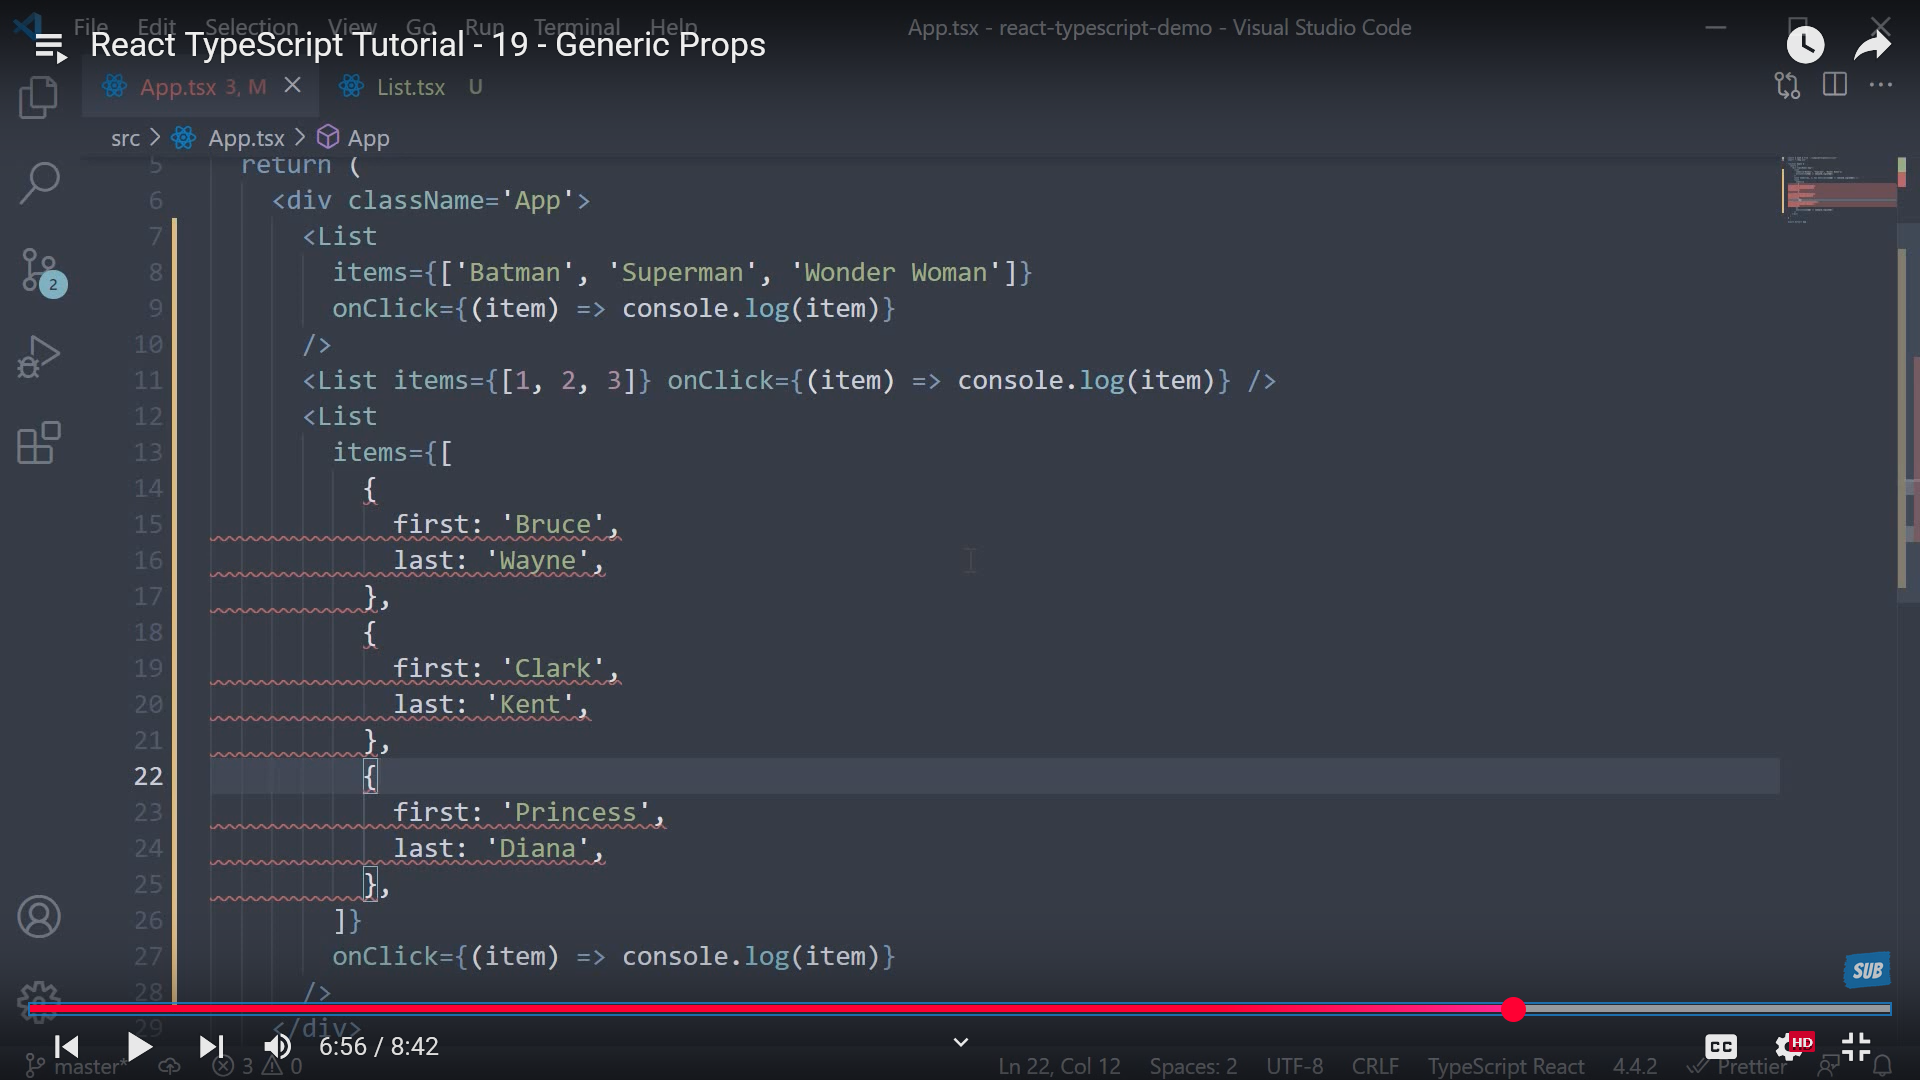 File Edit Selection View Go Run Terminal Help App.tsx - react-typescript-demo - Visual Studio Code
React TypeScript Tutorial - 19 - Generic Props
App.tsx 3, M List.tsx U
src > App.tsx > App
5 return (
6 <div className='App'>
7 <List
8 items={['Batman', 'Superman', 'Wonder Woman']}
9 onClick={(item) => console.log(item)}
10 />
11 <List items={[1, 2, 3]} onClick={(item) => console.log(item)} />
12 <List
13 items={[
14 {
15 first: 'Bruce',
16 last: 'Wayne',
17 },
18 {
19 first: 'Clark',
20 last: 'Kent',
21 },
22 {
23 first: 'Princess',
24 last: 'Diana',
25 },
26 ]}
27 onClick={(item) => console.log(item)}
28 />
29 </div>
2
SUB
6:56 / 8:42
CC HD
master* 3 0 Ln 22, Col 12 Spaces: 2 UTF-8 CRLF TypeScript React 4.4.2 Prettier